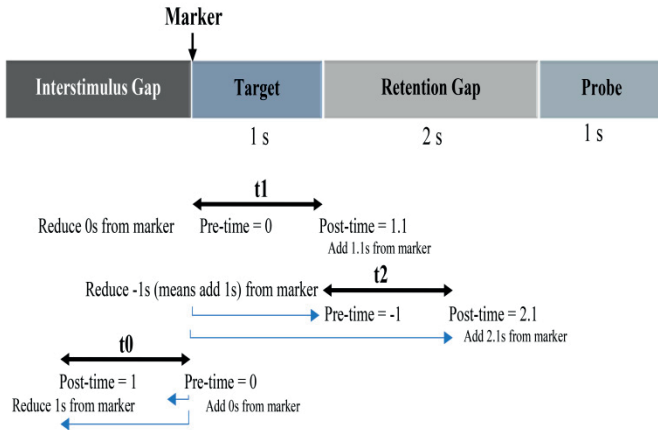 Marker
Interstimulus Gap Target Retention Gap Probe
1 s 2 s 1 s
t1
Reduce 0s from marker Pre-time = 0 Post-time = 1.1
Add 1.1s from marker
t2
Reduce -1s (means add 1s) from marker
Pre-time = -1 Post-time = 2.1
Add 2.1s from marker
t0
Post-time = 1 Pre-time = 0
Reduce 1s from marker Add 0s from marker